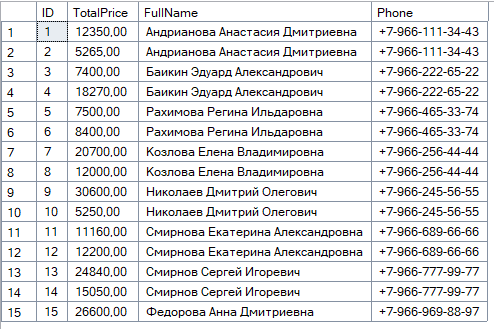 ID TotalPrice FullName Phone
1 1 12350,00 Андрианова Анастасия Дмитриевна +7-966-111-34-43
2 2 5265,00 Андрианова Анастасия Дмитриевна +7-966-111-34-43
3 3 7400,00 Баикин Эдуард Александрович +7-966-222-65-22
4 4 18270,00 Баикин Эдуард Александрович +7-966-222-65-22
5 5 7500,00 Рахимова Регина Ильдаровна +7-966-465-33-74
6 6 8400,00 Рахимова Регина Ильдаровна +7-966-465-33-74
7 7 20700,00 Козлова Елена Владимировна +7-966-256-44-44
8 8 12000,00 Козлова Елена Владимировна +7-966-256-44-44
9 9 30600,00 Николаев Дмитрий Олегович +7-966-245-56-55
10 10 5250,00 Николаев Дмитрий Олегович +7-966-245-56-55
11 11 11160,00 Смирнова Екатерина Александровна +7-966-689-66-66
12 12 12200,00 Смирнова Екатерина Александровна +7-966-689-66-66
13 13 24840,00 Смирнов Сергей Игоревич +7-966-777-99-77
14 14 15050,00 Смирнов Сергей Игоревич +7-966-777-99-77
15 15 26600,00 Федорова Анна Дмитриевна +7-966-969-88-97